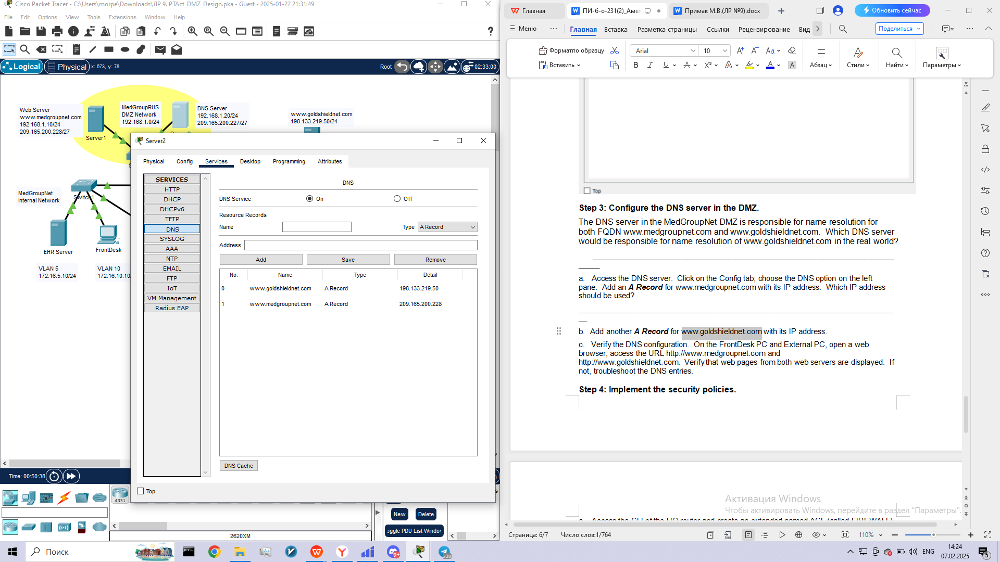 Cisco Packet Tracer - C:\Users\morpe\Downloads\ЛР 9. PTAct_DMZ_Design.pka - Guest - 2025-01-22 21:31:49
File Edit Options View Tools Extensions Window Help
Logical
Physical
x: 673, y: 78
Root
02:33:00
Web Server
www.medgroupnet.com
192.168.1.10/24
209.165.200.228/27
MedGroupRUS
DMZ Network
192.168.1.0/24
DNS Server
192.168.1.20/24
209.165.200.227/27
www.goldshieldnet.com
198.133.219.50/24
Server1
MedGroupNet
Internal Network
Switch1
EHR Server
FrontDesk
VLAN 5
172.16.5.10/24
VLAN 10
172.16.10.10
Server2
Physical Config Services Desktop Programming Attributes
SERVICES
HTTP
DHCP
DHCPv6
TFTP
DNS
SYSLOG
AAA
NTP
EMAIL
FTP
IoT
VM Management
Radius EAP
DNS
DNS Service On Off
Resource Records
Name Type A Record
Address
Add Save Remove
No. Name Type Detail
0 www.goldshieldnet.com A Record 198.133.219.50
1 www.medgroupnet.com A Record 209.165.200.228
DNS Cache
Top
Time: 00:50:38
4331
New Delete
oggle PDU List Window
2620XM
Главная
ПИ-б-о-231(2)_Амет
Примак М.В.(ЛР №9).docx
Обновить сейчас
Меню
Главная Вставка Разметка страницы Ссылки Рецензирование Вид
Поделиться
Формат по образцу
Вставить
Arial 10
Абзац Стили Найти Параметры
Top
Step 3: Configure the DNS server in the DMZ.
The DNS server in the MedGroupNet DMZ is responsible for name resolution for
both FQDN www.medgroupnet.com and www.goldshieldnet.com. Which DNS server
would be responsible for name resolution of www.goldshieldnet.com in the real world?
a. Access the DNS server. Click on the Config tab; choose the DNS option on the left
pane. Add an A Record for www.medgroupnet.com with its IP address. Which IP address
should be used?
b. Add another A Record for www.goldshieldnet.com with its IP address.
c. Verify the DNS configuration. On the FrontDesk PC and External PC, open a web
browser, access the URL http://www.medgroupnet.com and
http://www.goldshieldnet.com. Verify that web pages from both web servers are displayed. If
not, troubleshoot the DNS entries.
Step 4: Implement the security policies.
Активация Windows
Чтобы активировать Windows, перейдите в раздел "Параметры".
a. Access the CLI of the HQ router and create an extended named ACL (called FIREWALL)
Страница: 6/7 Число слов:1/764
110%
Поиск
9+
328
ENG
14:24
07.02.2025
5